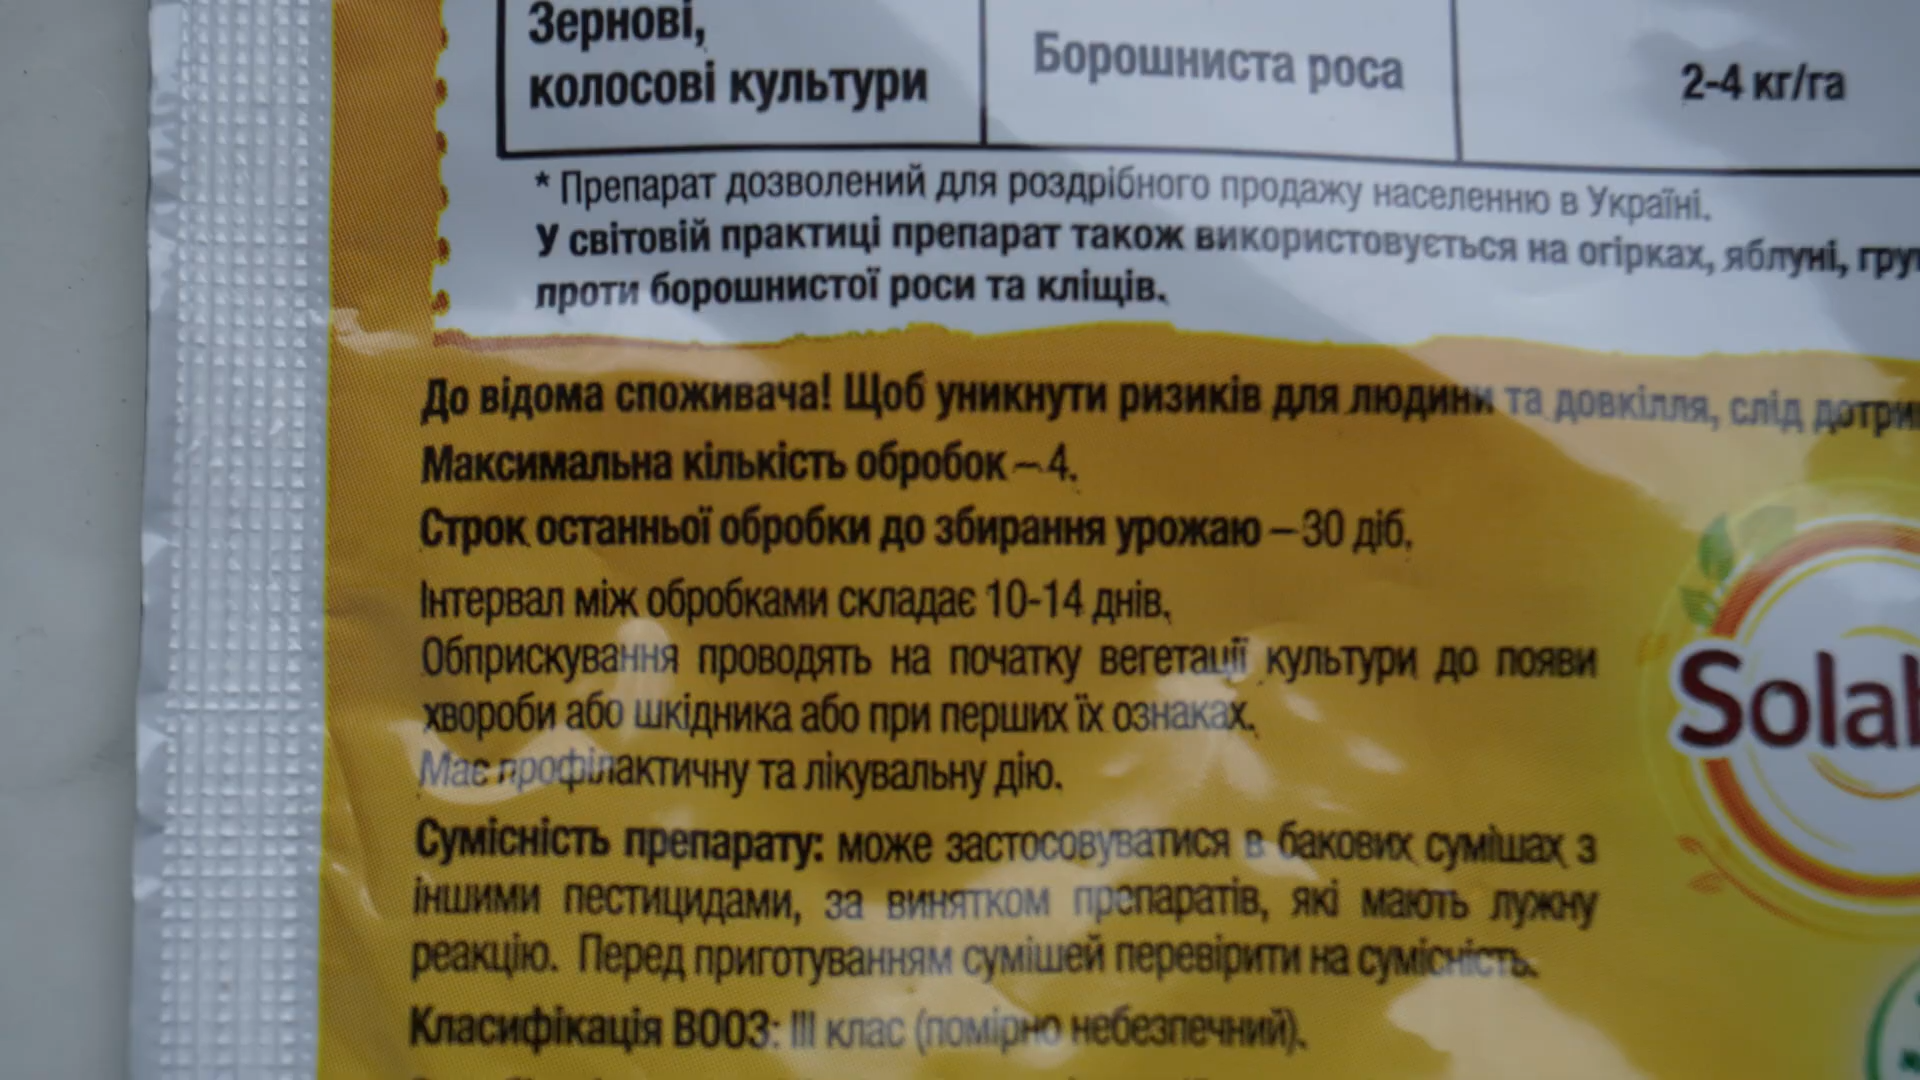 Зернові,
колосові культури
Борошниста роса
2-4 кг/га
* Препарат дозволений для роздрібного продажу населенню в Україні.
У світовій практиці препарат також використовується на огірках, яблуні,
проти борошнистої роси та кліщів.
До відома споживача! Щоб уникнути ризиків для людини та довкілля, слід
Максимальна кількість обробок – 4.
Строк останньої обробки до збирання урожаю – 30 діб.
Інтервал між обробками складає 10-14 днів.
Обприскування проводять на початку вегетації культури до появи
хвороби або шкідника або при перших їх ознаках.
Має профілактичну та лікувальну дію.
Сумісність препарату: може застосовуватися в бакових сумішах з
іншими пестицидами, за винятком препаратів, які мають лужну
реакцію. Перед приготуванням сумішей перевірити на сумісність.
Класифікація ВООЗ: III клас (помірно небезпечний).